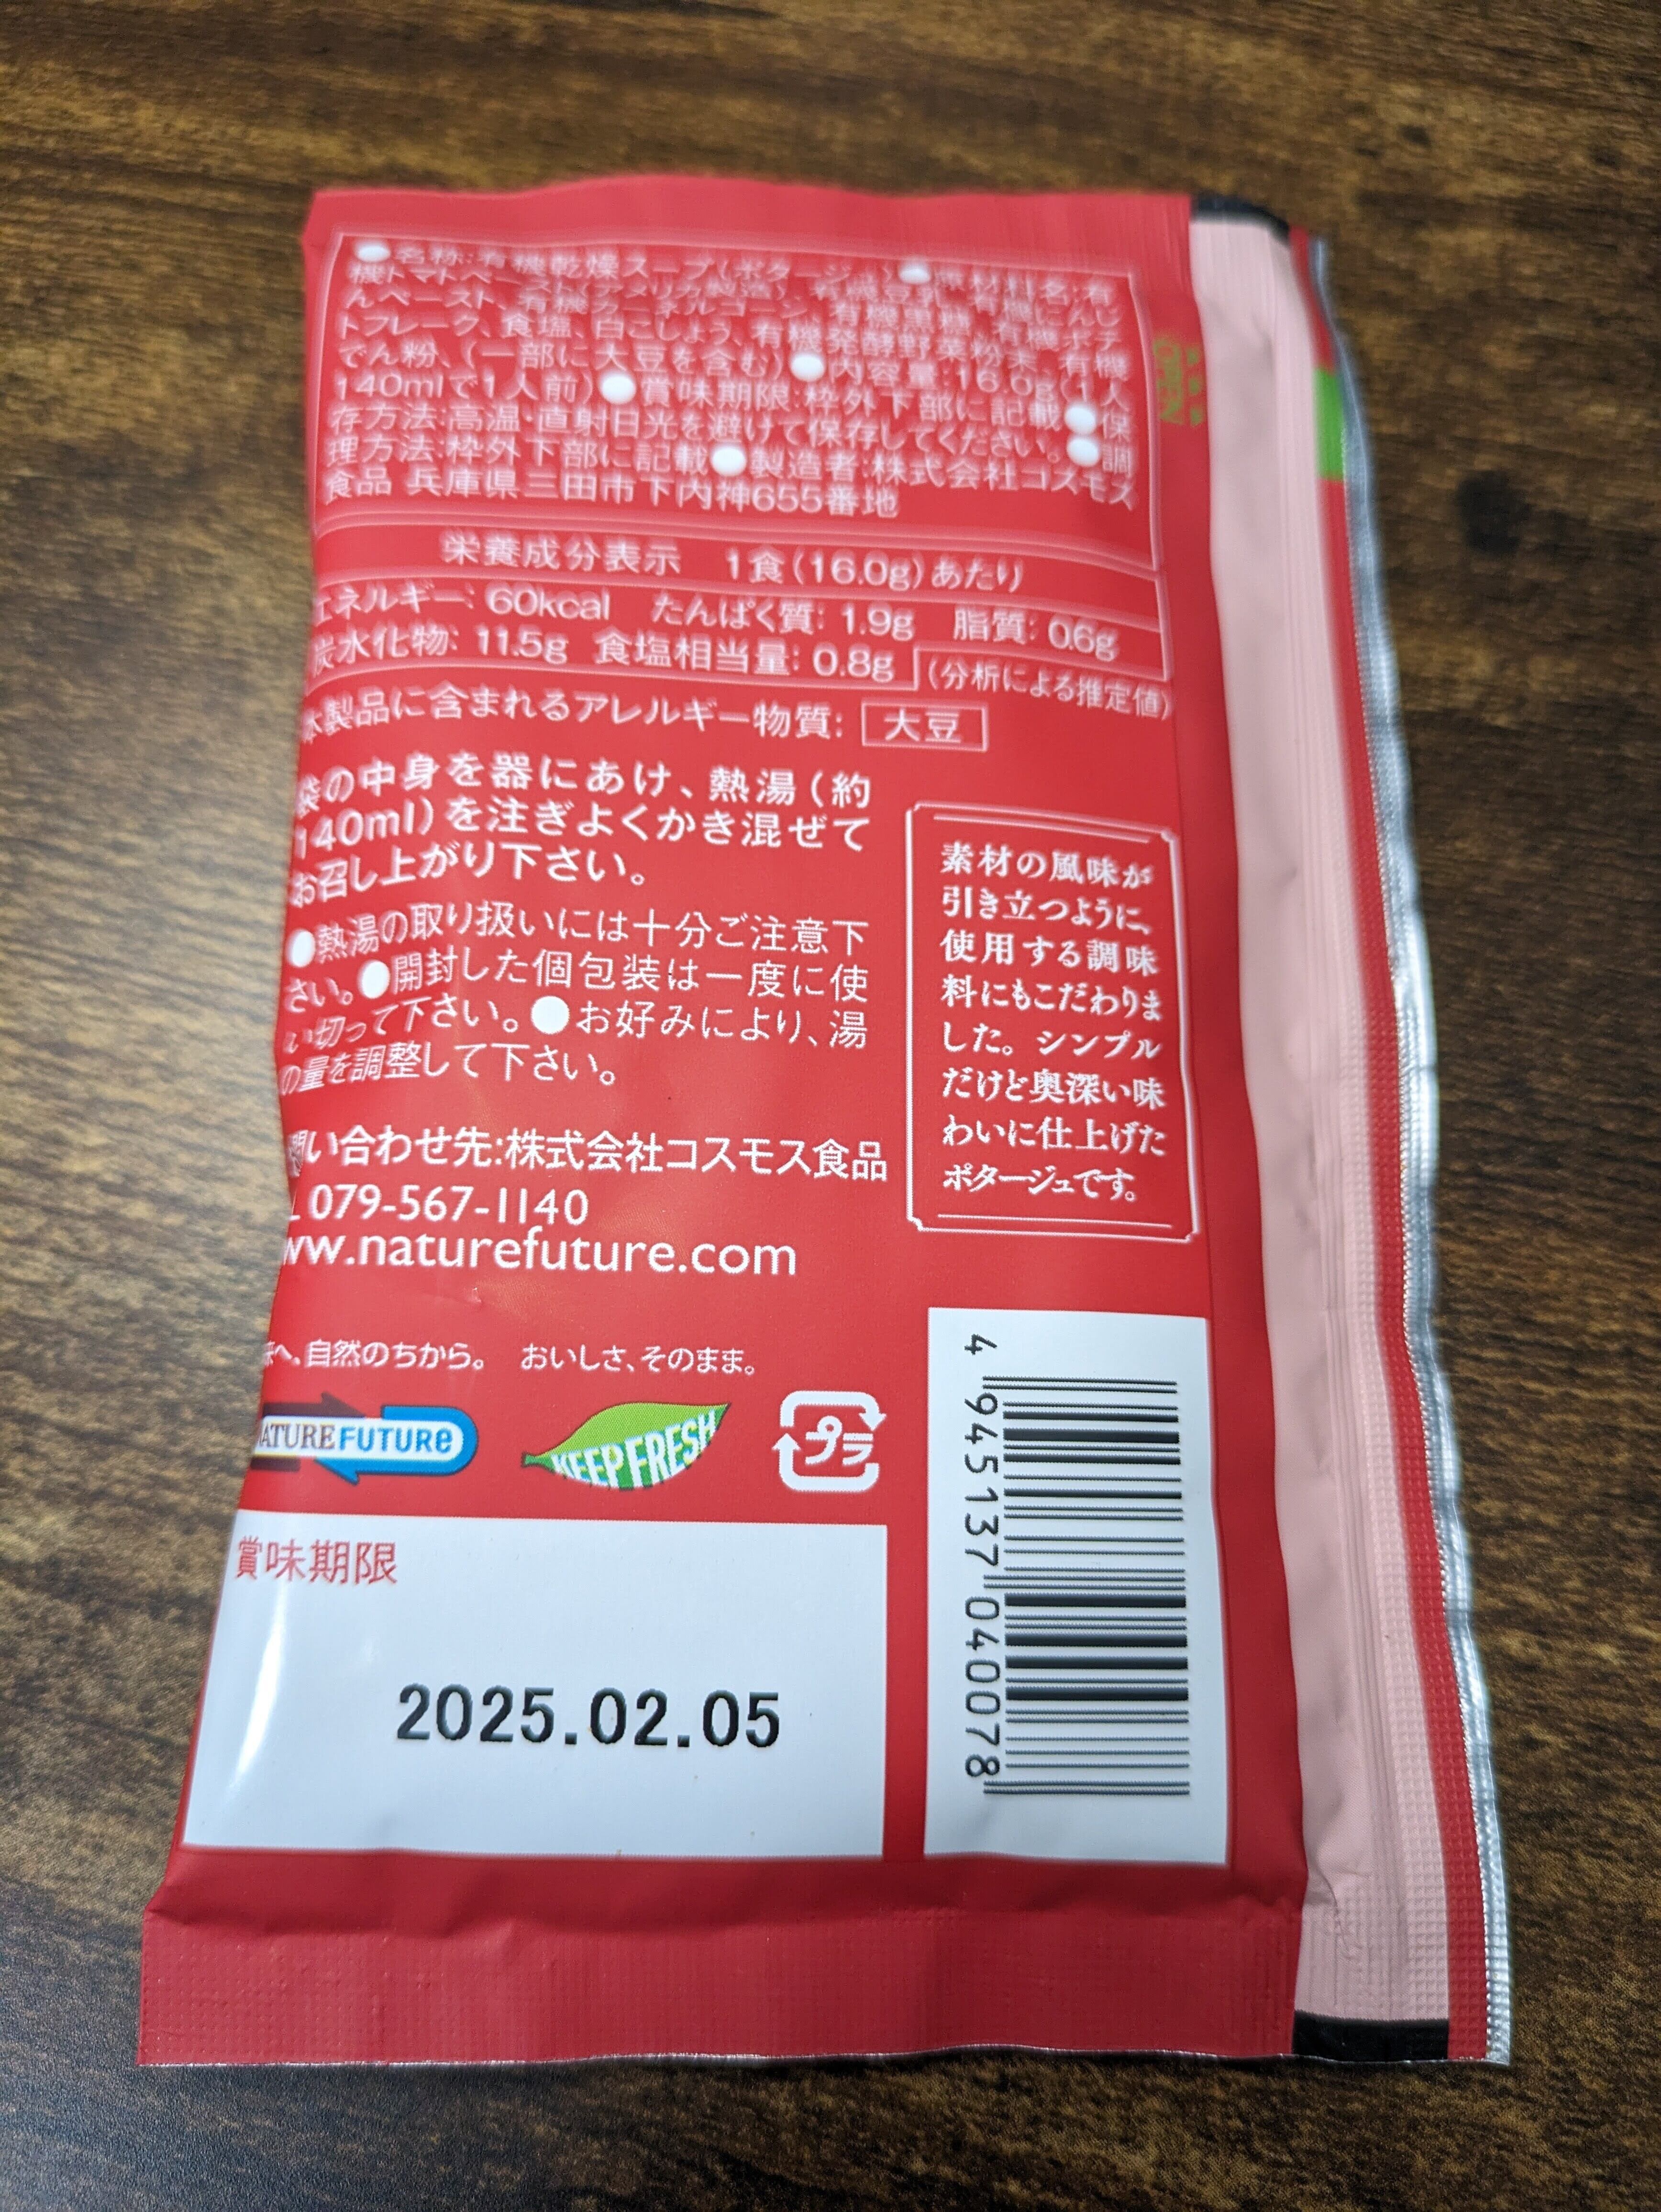 ●名称:有機乾燥スープ(ポタージュ)●原材料名:有
機トマトペースト(アメリカ製造)、有機豆乳、有機にんじ
んペースト、有機
トフレーク、食塩、白こしょう、有機発酵野菜粉末、有機
でん粉、(一部に大豆を含む)●内容量:16.0g(1人
140mlで1人前)●賞味期限:枠外下部に記載●保
存方法:高温・直射日光を避けて保存してください。●調
理方法:枠外下部に記載●製造者:株式会社コスモス
食品 兵庫県三田市下内神655番地
栄養成分表示 1食(16.0g)あたり
エネルギー: 60kcal たんぱく質: 1.9g 脂質: 0.6g
炭水化物: 11.5g 食塩相当量: 0.8g (分析による推定値)
本製品に含まれるアレルギー物質: 大豆
袋の中身を器にあけ、熱湯(約
140ml)を注ぎよくかき混ぜて
お召し上がり下さい。
●熱湯の取り扱いには十分ご注意下
さい。●開封した個包装は一度に使
い切って下さい。●お好みにより、湯
の量を調整して下さい。
素材の風味が
引き立つように、
使用する調味
料にもこだわりま
した。シンプル
だけど奥深い味
わいに仕上げた
ポタージュです。
問い合わせ先:株式会社コスモス食品
L 079-567-1140
ww.naturefuture.com
へ、自然のちから。 おいしさ、そのまま。
ATURE FUTURe
KEEP FRESH
プラ
4 945137 040078
賞味期限
2025.02.05
OPEN